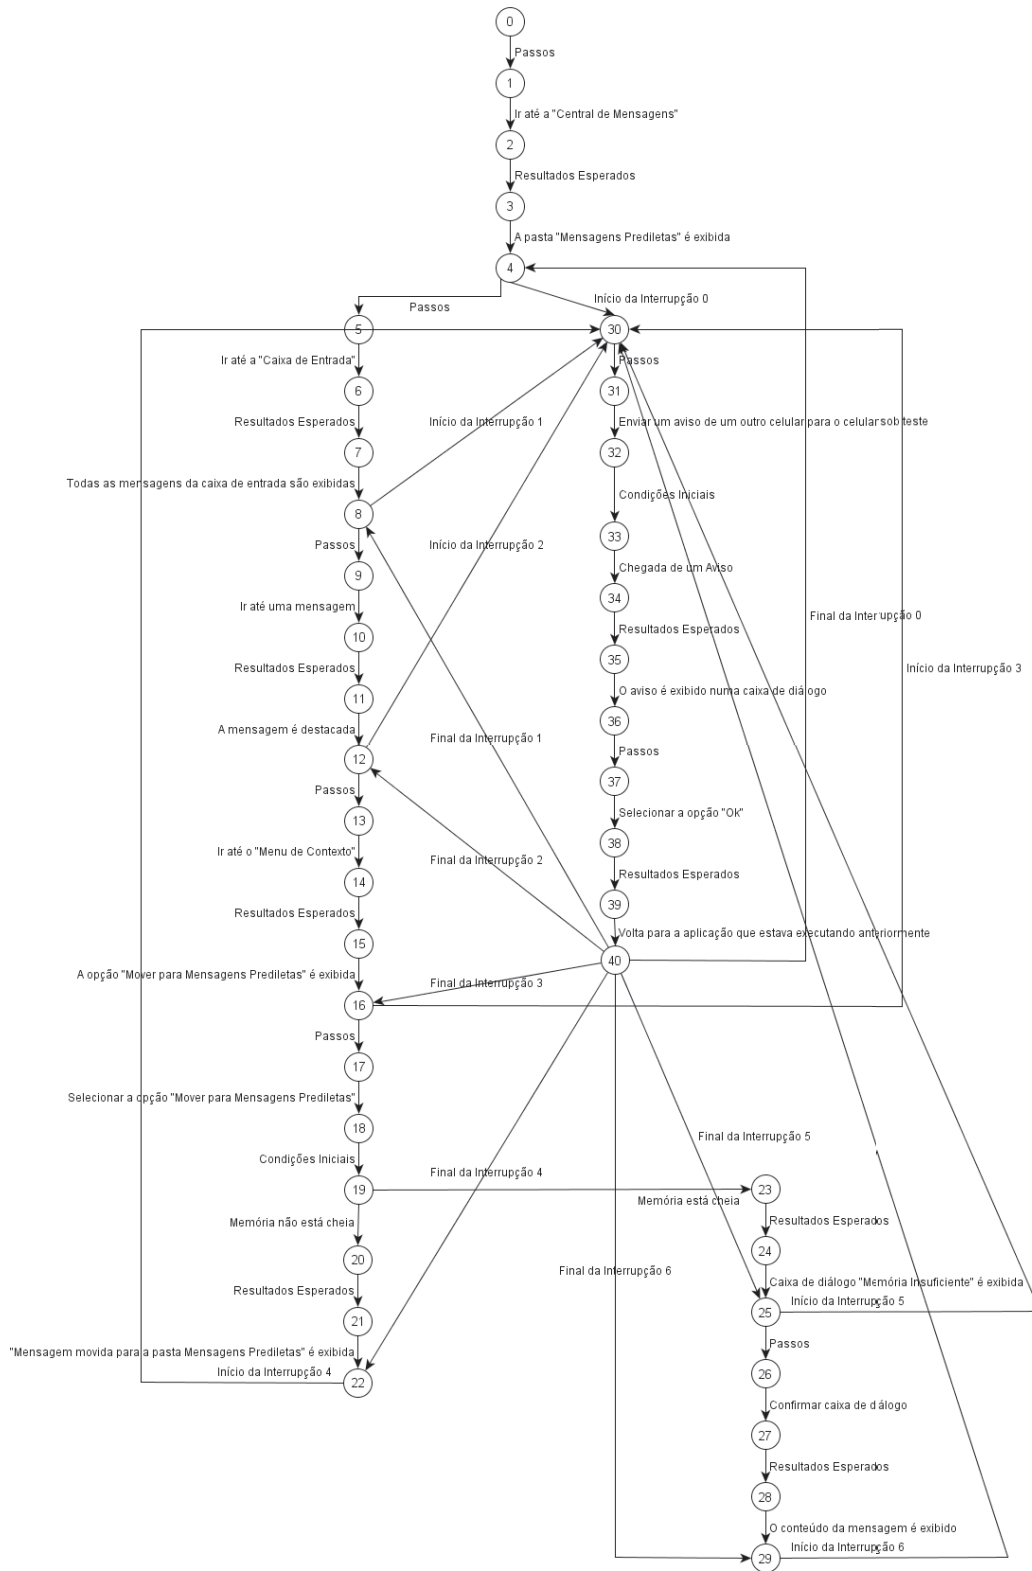 0
Passos
1
Ir até a "Central de Mensagens"
2
Resultados Esperados
3
A pasta "Mensagens Prediletas" é exibida
4
Início da Interrupção 0
Passos
5
30
Ir até a "Caixa de Entrada"
Passos
6
31
Resultados Esperados
Início da Interrupção 1
Enviar um aviso de um outro celular para o celular sob teste
7
32
Todas as mensagens da caixa de entrada são exibidas
Condições Iniciais
8
33
Passos
Início da Interrupção 2
Chegada de um Aviso
9
34
Ir até uma mensagem
Final da Interrupção 0
10
Resultados Esperados
35
Resultados Esperados
Início da Interrupção 3
11
O aviso é exibido numa caixa de diálogo
A mensagem é destacada
36
Final da Interrupção 1
12
Passos
37
Passos
13
Selecionar a opção "Ok"
38
Ir até o "Menu de Contexto"
Final da Interrupção 2
14
Resultados Esperados
39
Resultados Esperados
Volta para a aplicação que estava executando anteriormente
15
40
A opção "Mover para Mensagens Prediletas" é exibida
Final da Interrupção 3
16
Passos
17
Selecionar a opção "Mover para Mensagens Prediletas"
18
Final da Interrupção 5
Condições Iniciais
Final da Interrupção 4
19
23
Memória está cheia
Memória não está cheia
Resultados Esperados
20
24
Final da Interrupção 6
Resultados Esperados
Caixa de diálogo "Memória Insuficiente" é exibida
21
25
Início da Interrupção 5
"Mensagem movida para a pasta Mensagens Prediletas" é exibida
Passos
Início da Interrupção 4
22
26
Confirmar caixa de diálogo
27
Resultados Esperados
28
O conteúdo da mensagem é exibido
29
Início da Interrupção 6